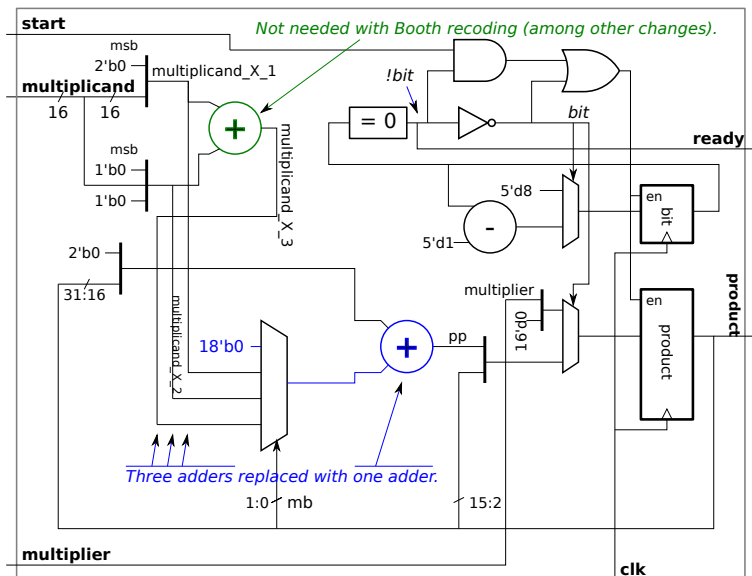 start
Not needed with Booth recoding (among other changes).
msb
2'b0
multiplicand_X_1
multiplicand
16
16
!bit
bit
= 0
+
ready
msb
1'b0
1'b0
multiplicand_X_3
5'd8
en
bit
-
5'd1
2'b0
31:16
multiplier
16'd0
en
product
product
multiplicand_X_2
18'b0
+
pp
Three adders replaced with one adder.
1:0
mb
15:2
multiplier
clk